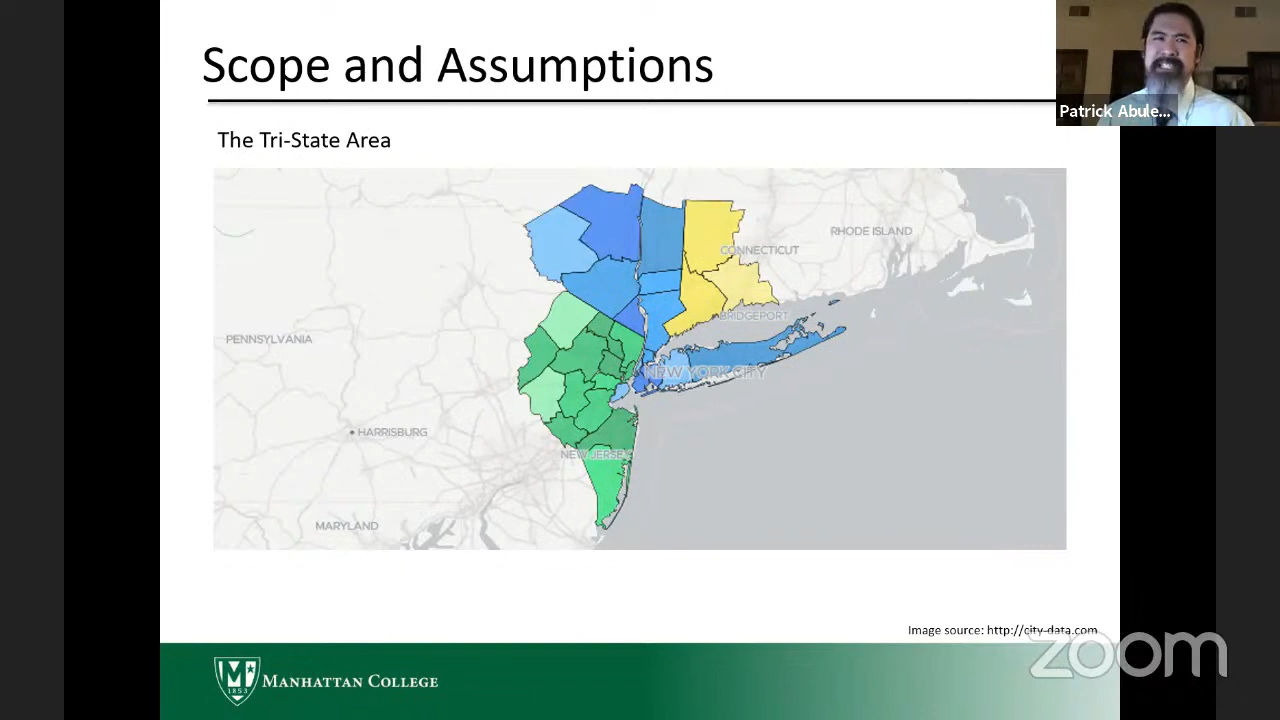 Scope and Assumptions
Patrick Abule...
The Tri-State Area
RHODE ISLAND
CONNECTICUT
BRIDGEPORT
PENNSYLVANIA
NEW YORK CITY
HARRISBURG
NEW JERSEY
MARYLAND
Image source: http://city-data.com
zoom
1853
MANHATTAN COLLEGE